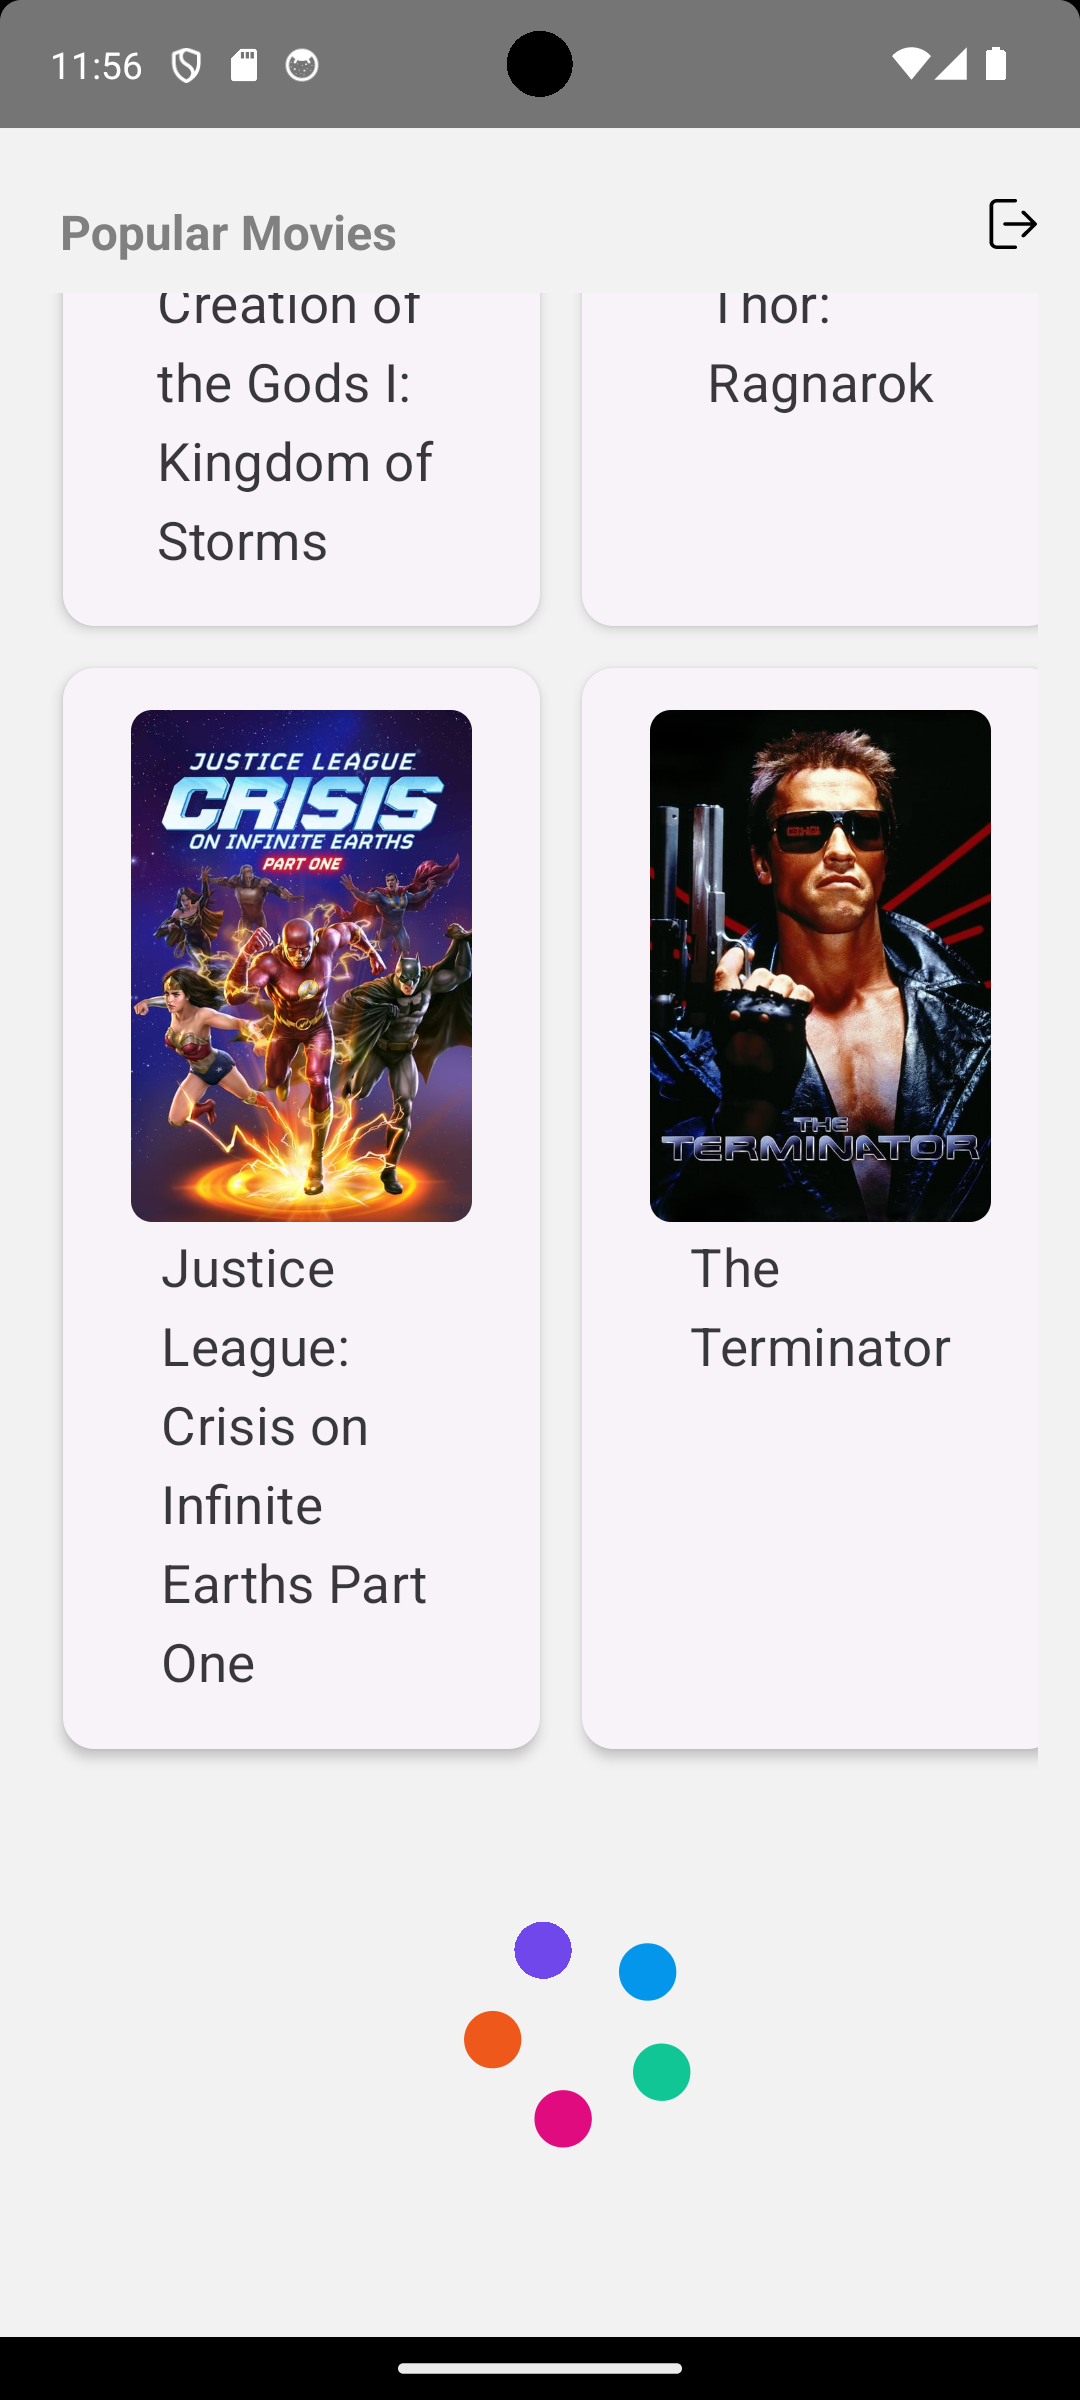 11:56
Popular Movies
Creation of
the Gods I:
Kingdom of
Storms
Thor:
Ragnarok
JUSTICE LEAGUE
CRISIS
ON INFINITE EARTHS
PART ONE
Justice
League:
Crisis on
Infinite
Earths Part
One
THE
TERMINATOR
The
Terminator